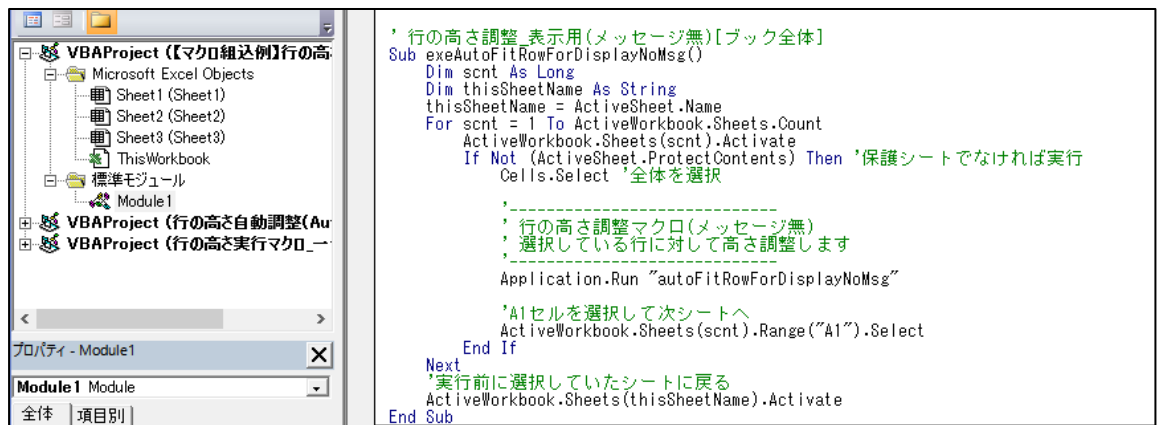 VBAProject (【マクロ組込例】行の高
Microsoft Excel Objects
Sheet1 (Sheet1)
Sheet2 (Sheet2)
Sheet3 (Sheet3)
ThisWorkbook
標準モジュール
Module1
VBAProject (行の高さ自動調整(Au
VBAProject (行の高さ実行マクロ_一
プロパティ - Module1
Module1 Module
全体
項目別
' 行の高さ調整_表示用(メッセージ無)[ブック全体]
Sub exeAutoFitRowForDisplayNoMsg()
Dim scnt As Long
Dim thisSheetName As String
thisSheetName = ActiveSheet.Name
For scnt = 1 To ActiveWorkbook.Sheets.Count
ActiveWorkbook.Sheets(scnt).Activate
If Not (ActiveSheet.ProtectContents) Then '保護シートでなければ実行
Cells.Select '全体を選択
'-----------------------------
' 行の高さ調整マクロ(メッセージ無)
' 選択している行に対して高さ調整します
'-----------------------------
Application.Run "autoFitRowForDisplayNoMsg"
'A1セルを選択して次シートへ
ActiveWorkbook.Sheets(scnt).Range("A1").Select
End If
Next
'実行前に選択していたシートに戻る
ActiveWorkbook.Sheets(thisSheetName).Activate
End Sub